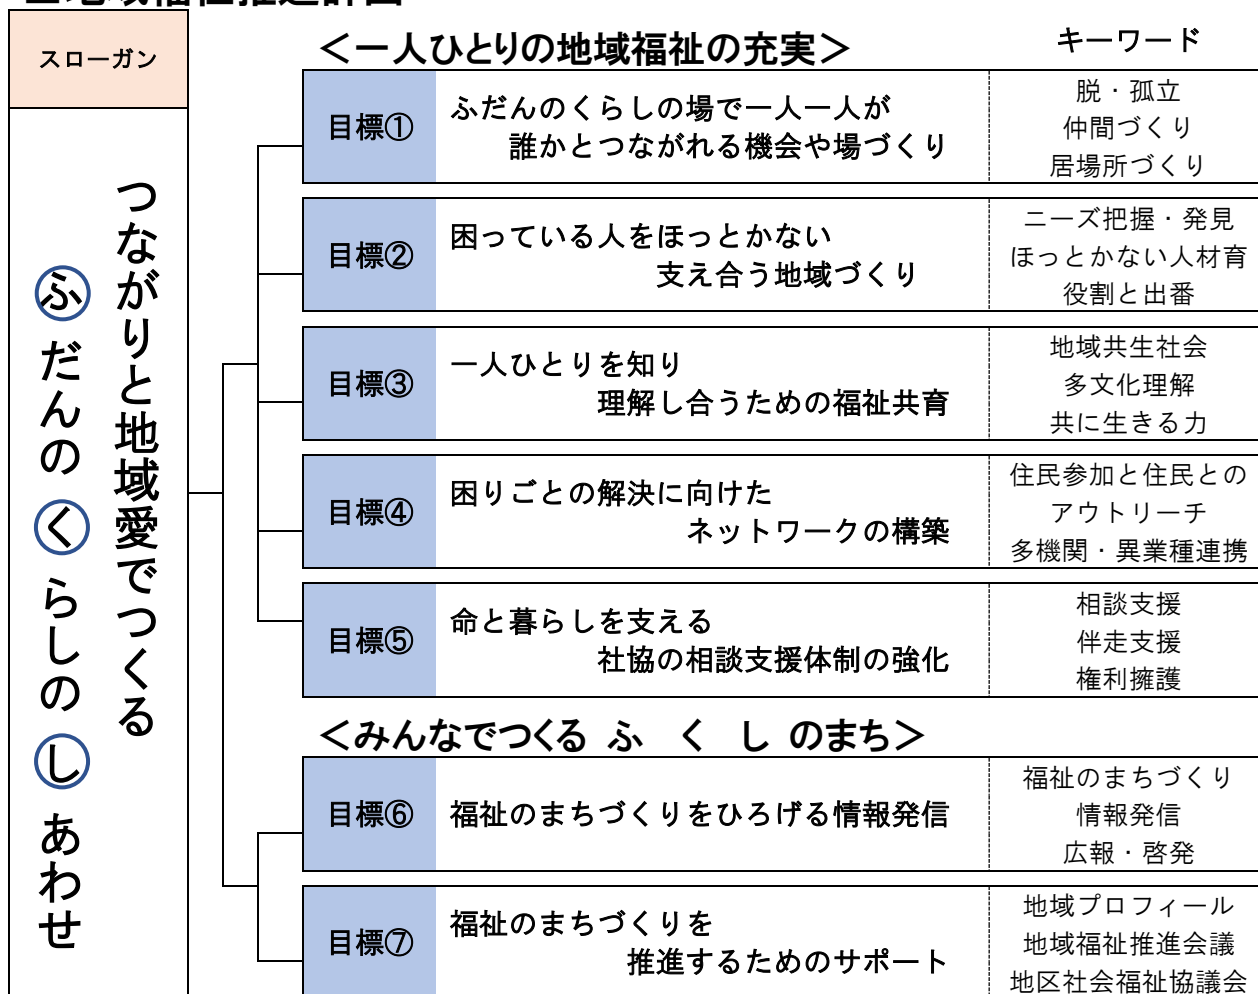 地域福祉推進計画
スローガン
つながりと地域愛でつくる
ふだんのくらしのしあわせ
＜一人ひとりの地域福祉の充実＞
キーワード
目標①
ふだんのくらしの場で一人一人が
誰かとつながれる機会や場づくり
脱・孤立
仲間づくり
居場所づくり
目標②
困っている人をほっとかない
支え合う地域づくり
ニーズ把握・発見
ほっとかない人材育
役割と出番
目標③
一人ひとりを知り
理解し合うための福祉共育
地域共生社会
多文化理解
共に生きる力
目標④
困りごとの解決に向けた
ネットワークの構築
住民参加と住民との
アウトリーチ
多機関・異業種連携
目標⑤
命と暮らしを支える
社協の相談支援体制の強化
相談支援
伴走支援
権利擁護
＜みんなでつくる ふ く し のまち＞
目標⑥
福祉のまちづくりをひろげる情報発信
福祉のまちづくり
情報発信
広報・啓発
目標⑦
福祉のまちづくりを
推進するためのサポート
地域プロフィール
地域福祉推進会議
地区社会福祉協議会